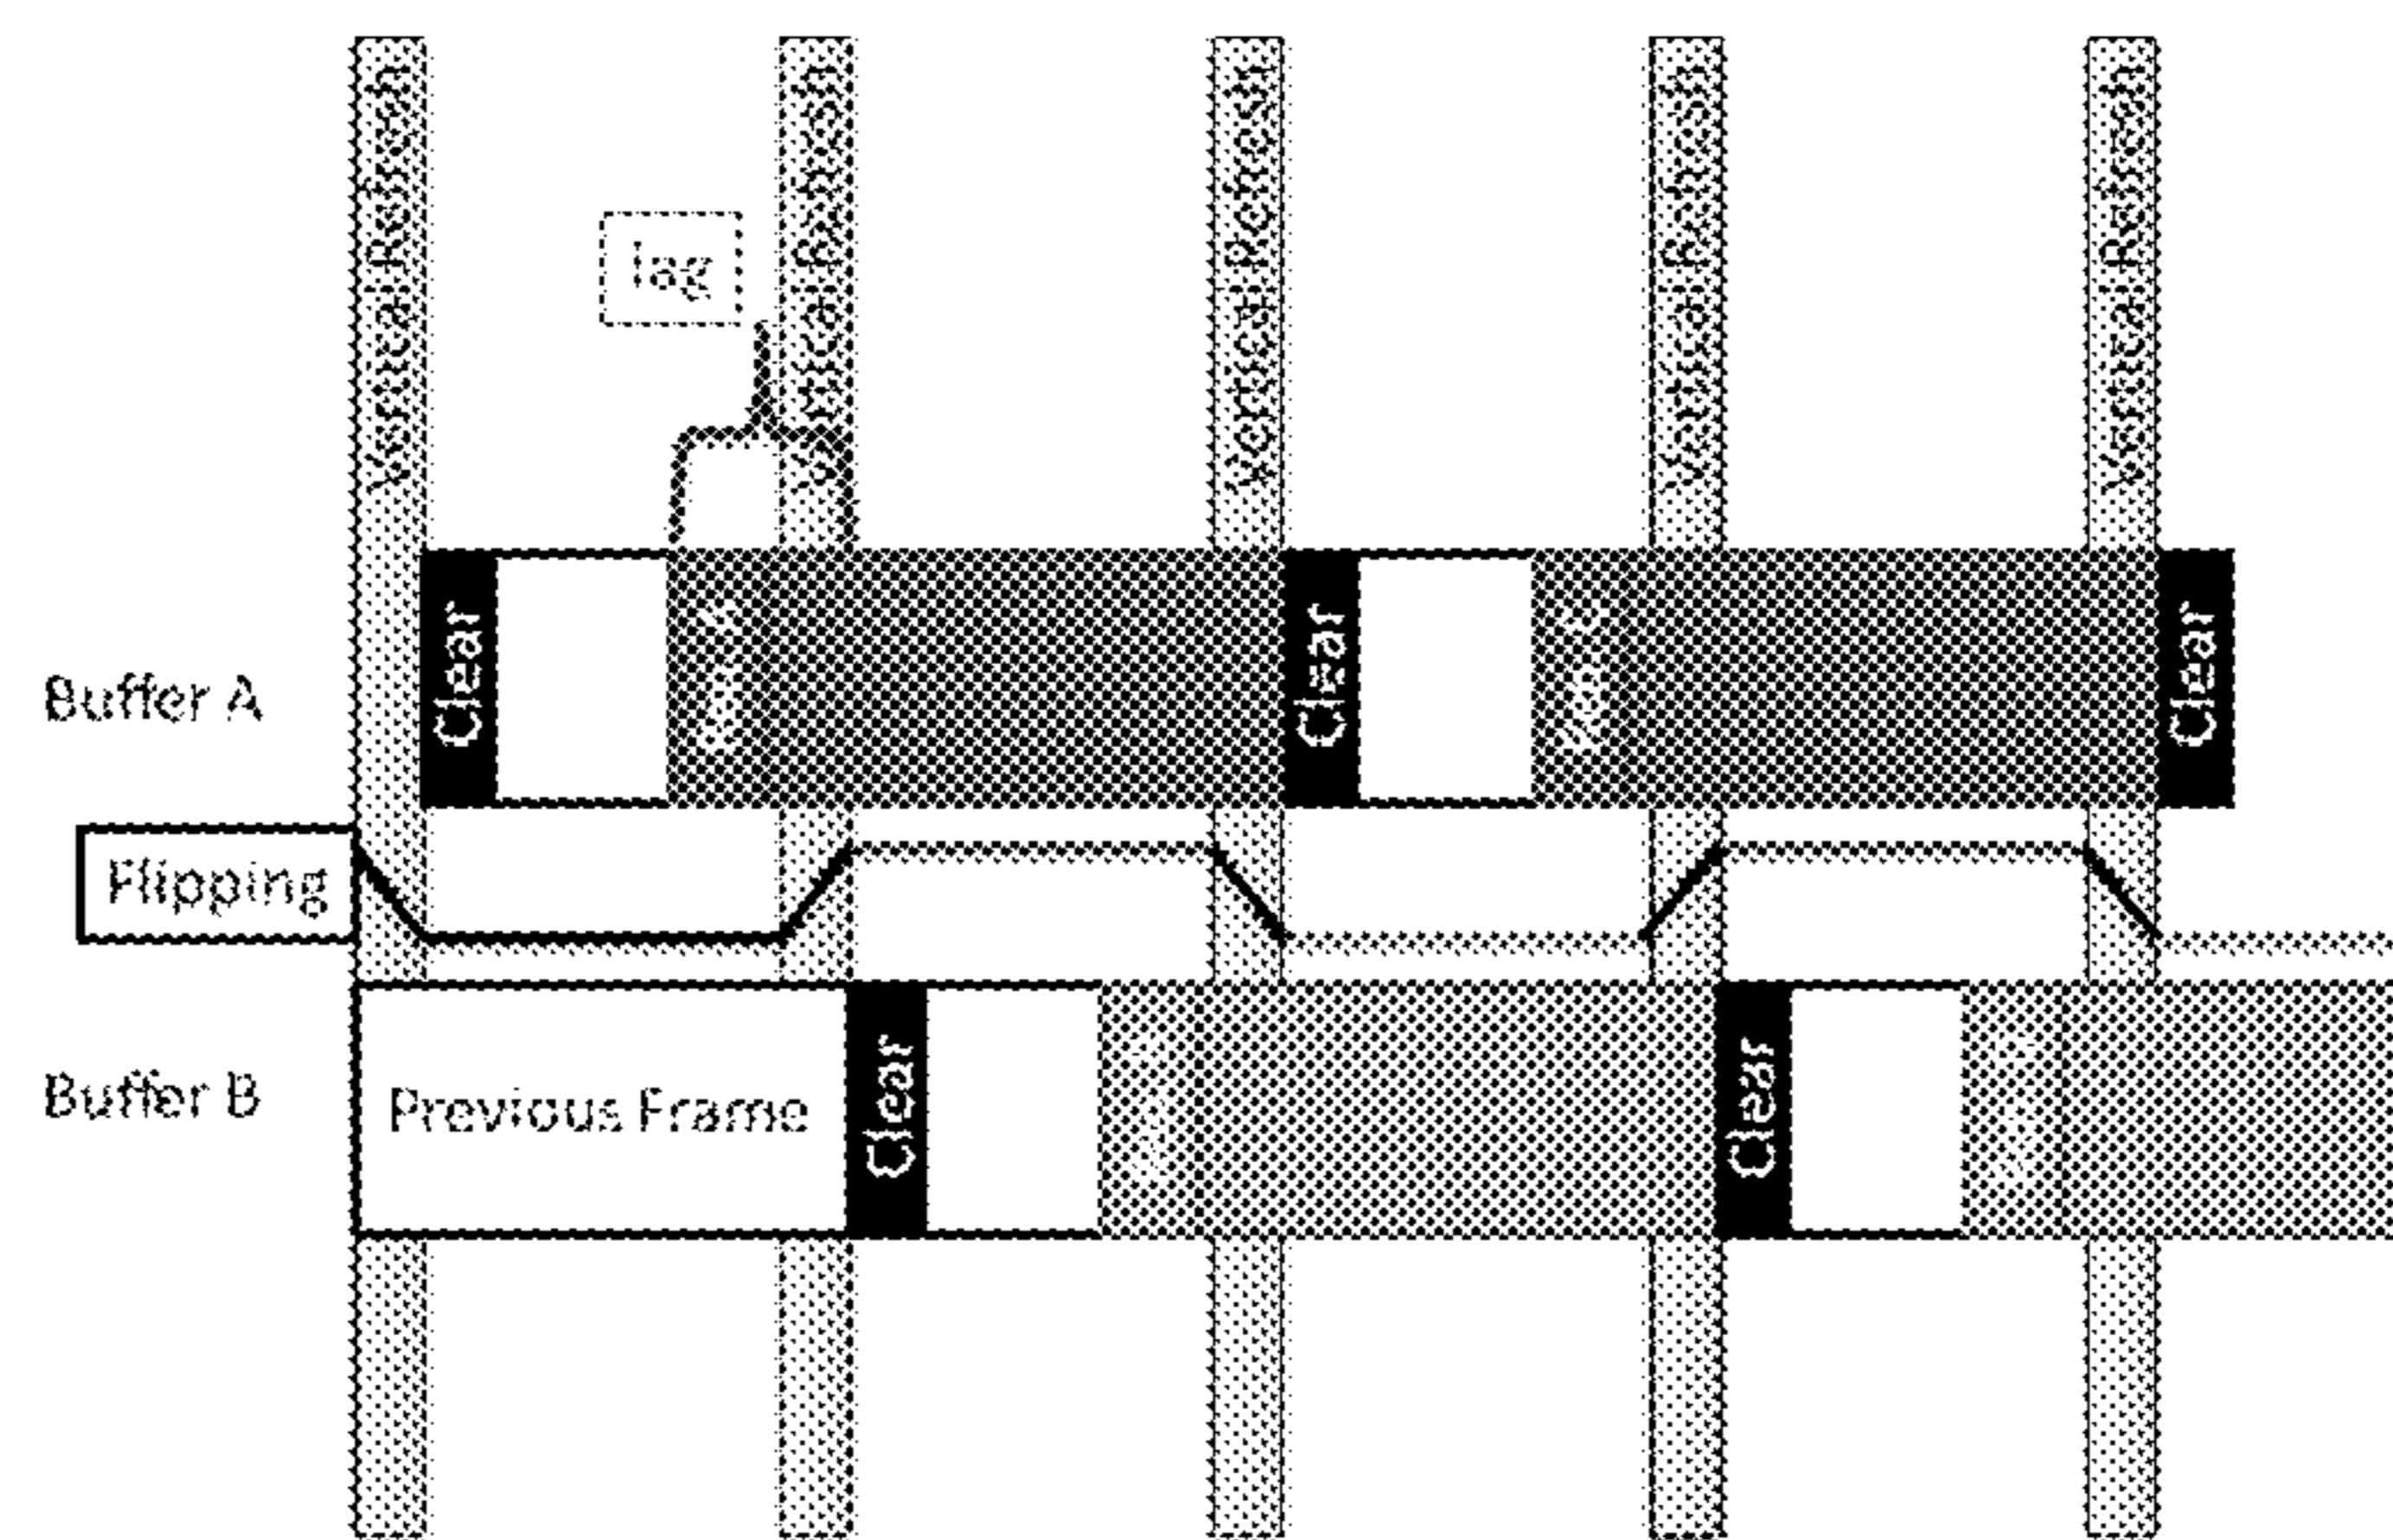 Vertical Refresh
Vertical Refresh
Vertical Refresh
Vertical Refresh
Vertical Refresh
lag
Buffer A
Clear
Clear
Clear
Flipping
Buffer B
Previous Frame
Clear
Clear